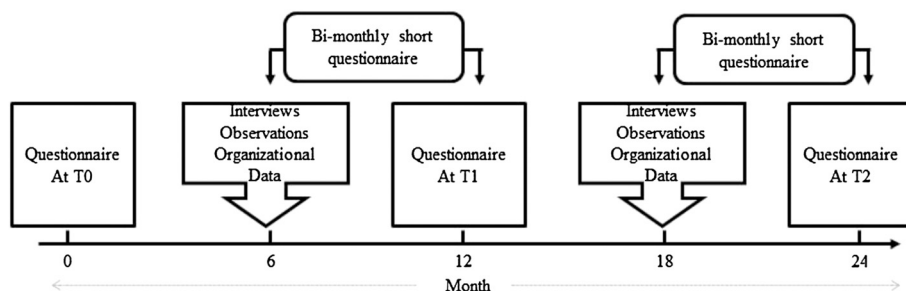 Bi-monthly short
questionnaire
Bi-monthly short
questionnaire
Questionnaire
At T0
Interviews
Observations
Organizational
Data
Questionnaire
At T1
Interviews
Observations
Organizational
Data
Questionnaire
At T2
0
6
12
18
24
Month